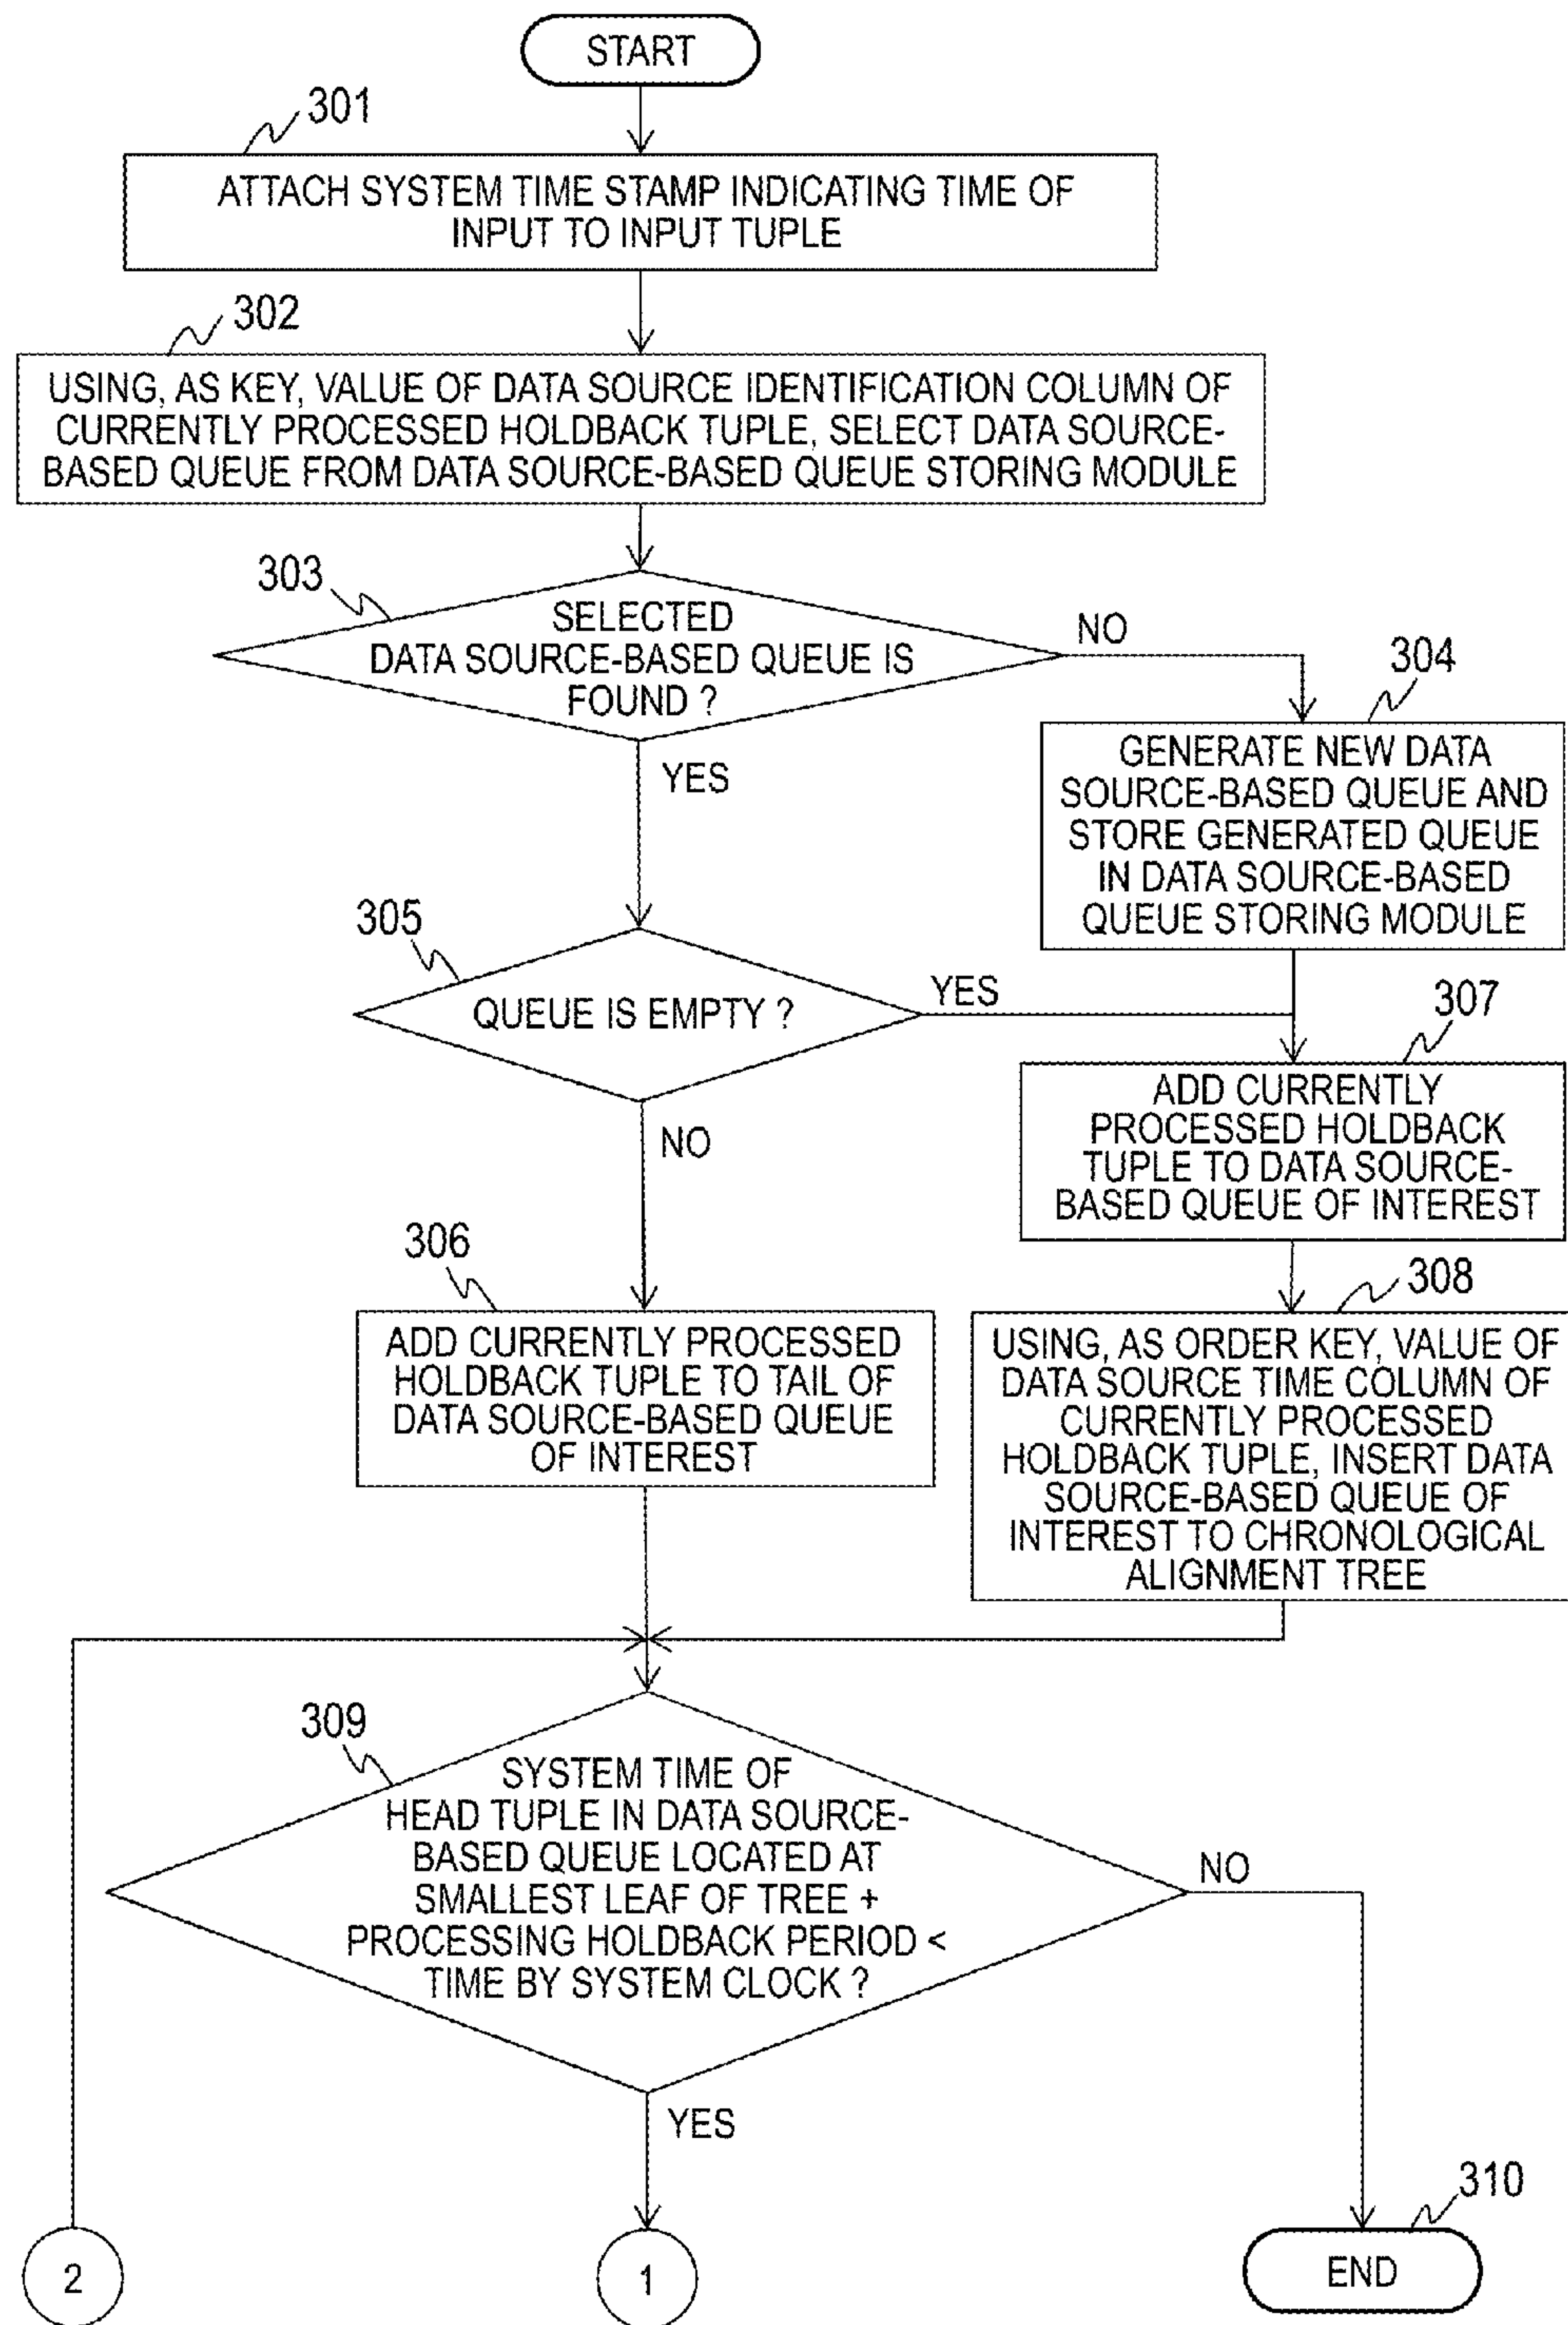 START
301
ATTACH SYSTEM TIME STAMP INDICATING TIME OF
INPUT TO INPUT TUPLE
302
USING, AS KEY, VALUE OF DATA SOURCE IDENTIFICATION COLUMN OF
CURRENTLY PROCESSED HOLDBACK TUPLE, SELECT DATA SOURCE-
BASED QUEUE FROM DATA SOURCE-BASED QUEUE STORING MODULE
303
SELECTED
DATA SOURCE-BASED QUEUE IS
FOUND ?
NO
YES
304
GENERATE NEW DATA
SOURCE-BASED QUEUE AND
STORE GENERATED QUEUE
IN DATA SOURCE-BASED
QUEUE STORING MODULE
305
QUEUE IS EMPTY ?
YES
NO
307
ADD CURRENTLY
PROCESSED HOLDBACK
TUPLE TO DATA SOURCE-
BASED QUEUE OF INTEREST
306
ADD CURRENTLY PROCESSED
HOLDBACK TUPLE TO TAIL OF
DATA SOURCE-BASED QUEUE
OF INTEREST
308
USING, AS ORDER KEY, VALUE OF
DATA SOURCE TIME COLUMN OF
CURRENTLY PROCESSED
HOLDBACK TUPLE, INSERT DATA
SOURCE-BASED QUEUE OF
INTEREST TO CHRONOLOGICAL
ALIGNMENT TREE
309
SYSTEM TIME OF
HEAD TUPLE IN DATA SOURCE-
BASED QUEUE LOCATED AT
SMALLEST LEAF OF TREE +
PROCESSING HOLDBACK PERIOD <
TIME BY SYSTEM CLOCK ?
NO
YES
310
2
1
END